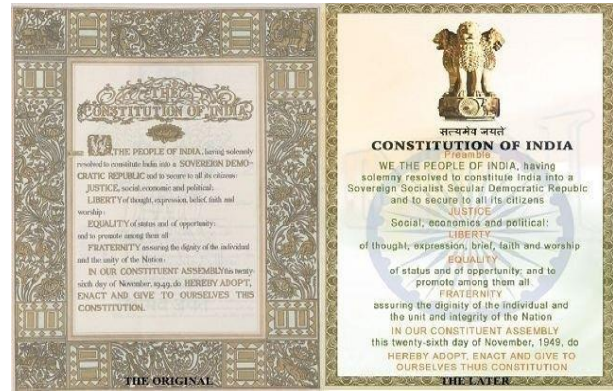 THE
CONSTITUTION OF INDIA
WE, THE PEOPLE OF INDIA, having solemnly
resolved to constitute India into a SOVEREIGN DEMO-
CRATIC REPUBLIC and to secure to all its citizens:
JUSTICE, social, economic and political;
LIBERTY of thought, expression, belief, faith and
worship;
EQUALITY of status and of opportunity;
and to promote among them all
FRATERNITY assuring the dignity of the individual
and the unity of the Nation;
IN OUR CONSTITUENT ASSEMBLY this twenty-
sixth day of November, 1949, do HEREBY ADOPT,
ENACT AND GIVE TO OURSELVES THIS
CONSTITUTION.
THE ORIGINAL
सत्यमेव जयते
CONSTITUTION OF INDIA
Preamble
WE THE PEOPLE OF INDIA, having
solemny resolved to constitute India into a
Sovereign Socialist Secular Democratic Republc
and to secure to all its citizens
JUSTICE
Social, economics and political;
LIBERTY
of thought, expression, brief, faith and worship
EQUALITY
of status and of opportunity; and to
promote among them all
FRATERNITY
assuring the diginity of the individual and
the unit and integrity of the Nation
IN OUR CONSTITUENT ASSEMBLY
this twenty-sixth day of November, 1949, do
HEREBY ADOPT, ENACT AND GIVE TO
OURSELVES THUS CONSTITUTION
THE LATER